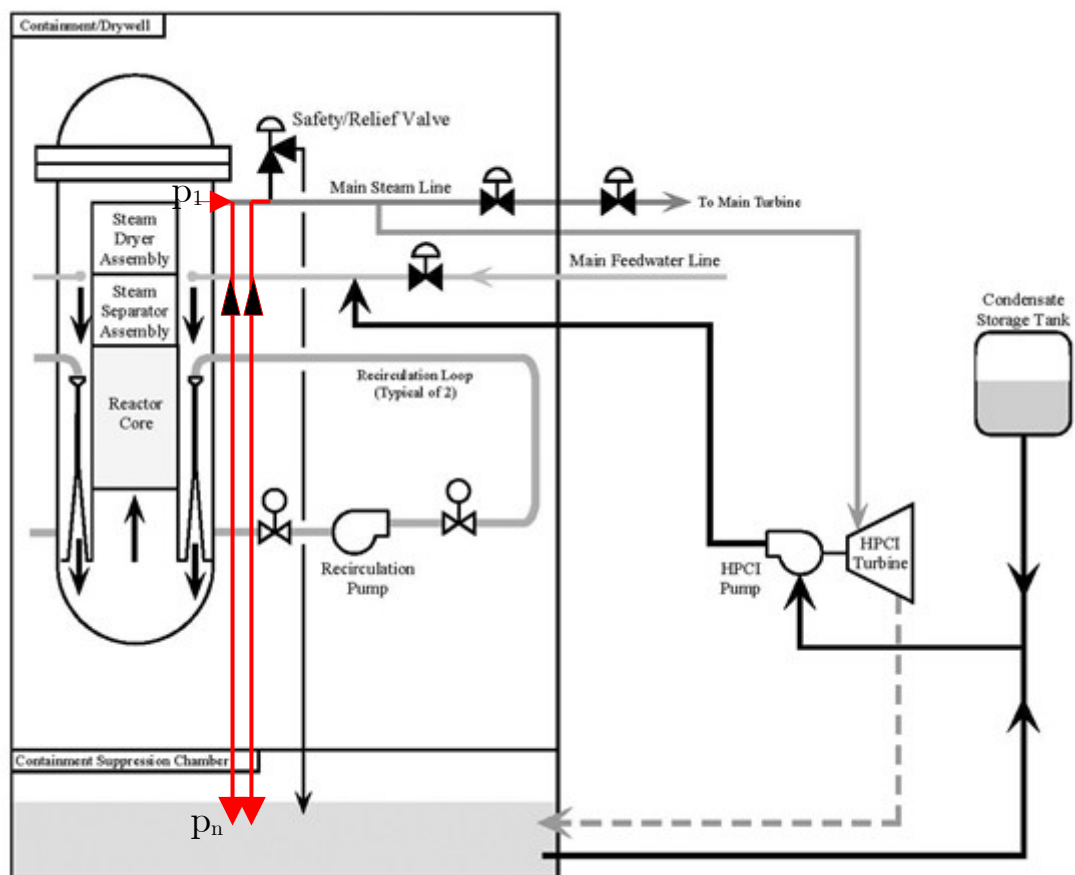 Containment/Drywell
Safety/Relief Valve
p1
Main Steam Line
To Main Turbine
Steam
Dryer
Assembly
Main Feedwater Line
Steam
Separator
Assembly
Condensate
Storage Tank
Recirculation Loop
(Typical of 2)
Reactor
Core
HPCI
Turbine
HPCI
Pump
Recirculation
Pump
Containment Suppression Chamber
pn